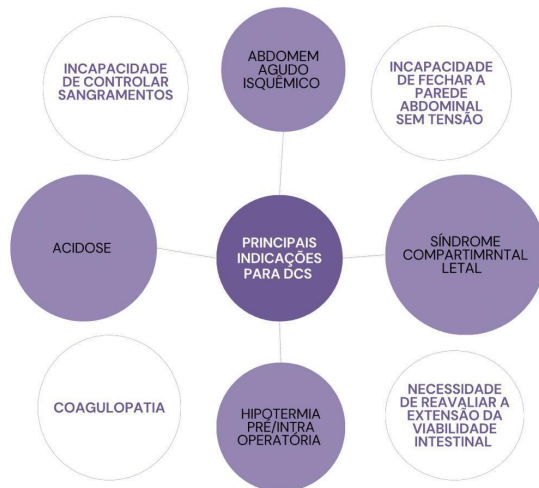 INCAPACIDADE
DE CONTROLAR
SANGRAMENTOS
ABDOMEM
AGUDO
ISQUÊMICO
INCAPACIDADE
DE FECHAR A
PAREDE
ABDOMINAL
SEM TENSÃO
ACIDOSE
PRINCIPAIS
INDICAÇÕES
PARA DCS
SÍNDROME
COMPARTIMRNTAL
LETAL
COAGULOPATIA
HIPOTERMIA
PRÉ/INTRA
OPERATÓRIA
NECESSIDADE
DE REAVALIAR A
EXTENSÃO DA
VIABILIDADE
INTESTINAL